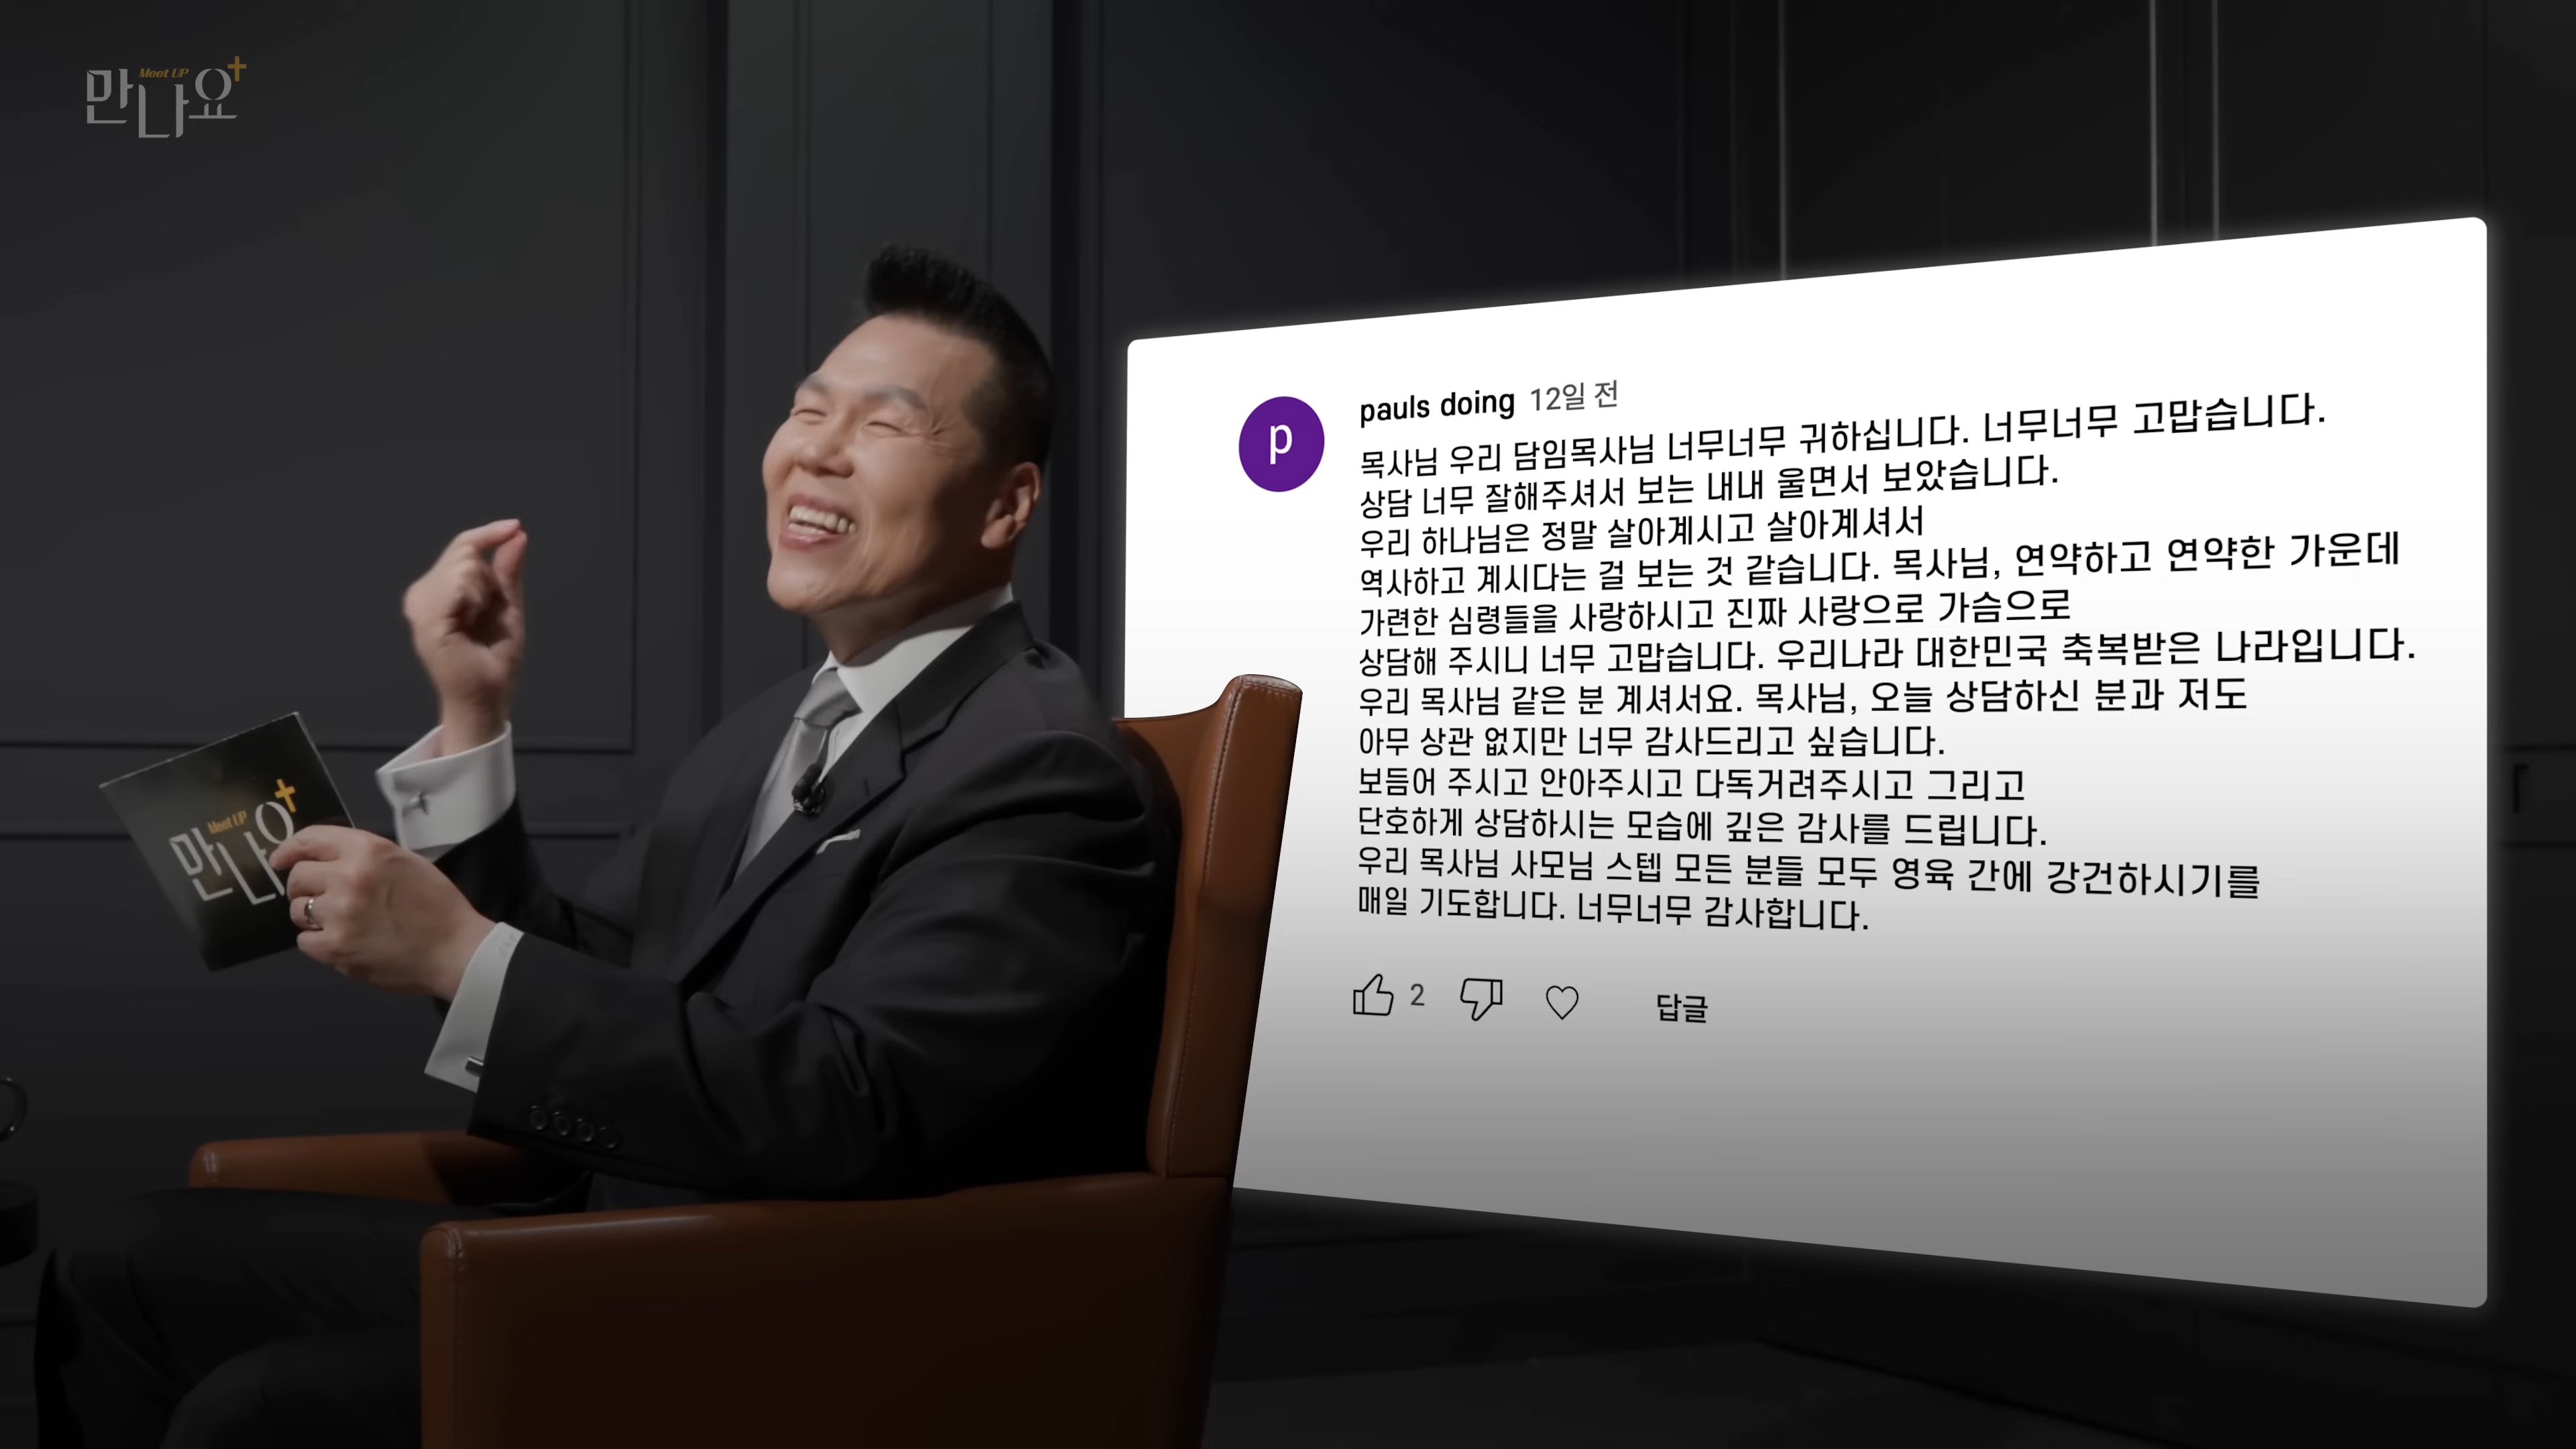 만나요
Meet UP
pauls doing 12일 전
p
목사님 우리 담임목사님 너무너무 귀하십니다. 너무너무 고맙습니다.
상담 너무 잘해주셔서 보는 내내 울면서 보았습니다.
우리 하나님은 정말 살아계시고 살아계셔서
역사하고 계시다는 걸 보는 것 같습니다. 목사님, 연약하고 연약한 가운데
가련한 심령들을 사랑하시고 진짜 사랑으로 가슴으로
상담해 주시니 너무 고맙습니다. 우리나라 대한민국 축복받은 나라입니다.
우리 목사님 같은 분 계셔서요. 목사님, 오늘 상담하신 분과 저도
아무 상관 없지만 너무 감사드리고 싶습니다.
보듬어 주시고 안아주시고 다독거려주시고 그리고
단호하게 상담하시는 모습에 깊은 감사를 드립니다.
우리 목사님 사모님 스텝 모든 분들 모두 영육 간에 강건하시기를
매일 기도합니다. 너무너무 감사합니다.
2 답글
Meet UP
만나요